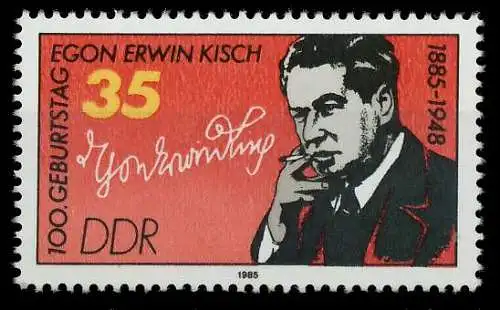 100. GEBURTSTAG
EGON ERWIN KISCH
1885-1948
35
DDR
1985